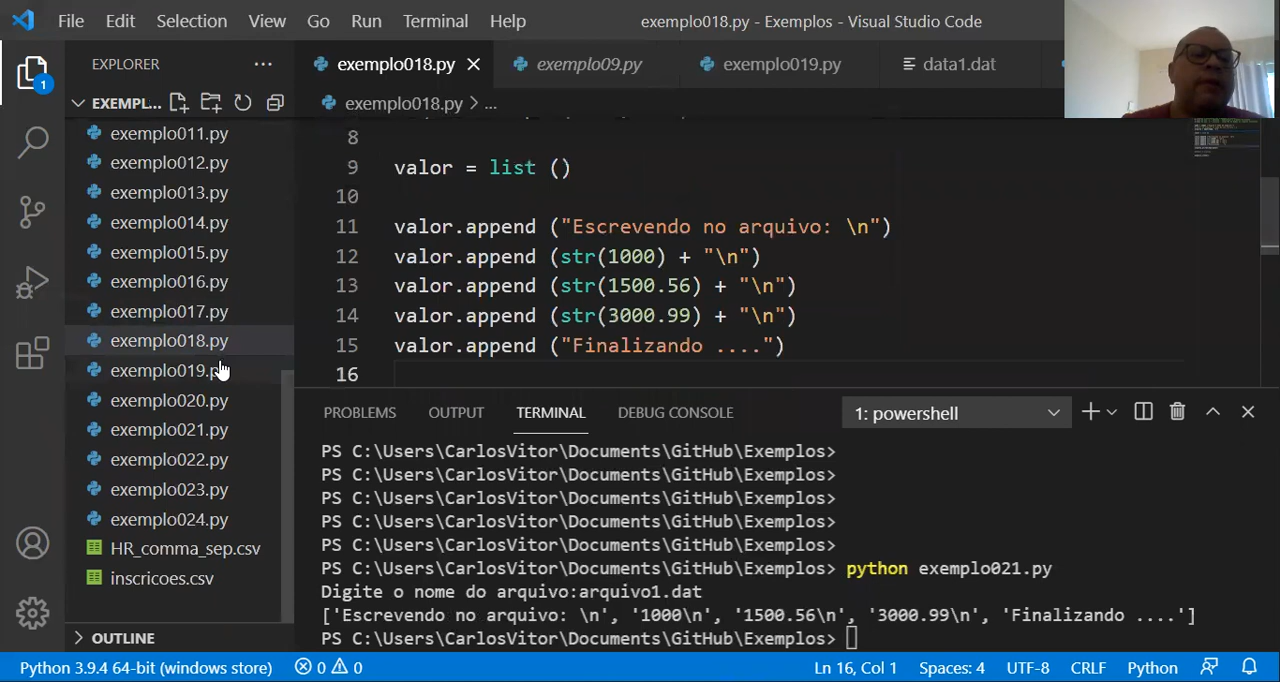 File Edit Selection View Go Run Terminal Help exemplo018.py - Exemplos - Visual Studio Code
EXPLORER ... exemplo018.py exemplo09.py exemplo019.py data1.dat
1
EXEMPL... exemplo018.py > ...
exemplo011.py
exemplo012.py
exemplo013.py
exemplo014.py
exemplo015.py
exemplo016.py
exemplo017.py
exemplo018.py
exemplo019.py
exemplo020.py
exemplo021.py
exemplo022.py
exemplo023.py
exemplo024.py
HR_comma_sep.csv
inscricoes.csv
OUTLINE
8
9 valor = list ()
10
11 valor.append ("Escrevendo no arquivo: \n")
12 valor.append (str(1000) + "\n")
13 valor.append (str(1500.56) + "\n")
14 valor.append (str(3000.99) + "\n")
15 valor.append ("Finalizando ....")
16
PROBLEMS OUTPUT TERMINAL DEBUG CONSOLE 1: powershell
PS C:\Users\CarlosVitor\Documents\GitHub\Exemplos>
PS C:\Users\CarlosVitor\Documents\GitHub\Exemplos>
PS C:\Users\CarlosVitor\Documents\GitHub\Exemplos>
PS C:\Users\CarlosVitor\Documents\GitHub\Exemplos>
PS C:\Users\CarlosVitor\Documents\GitHub\Exemplos>
PS C:\Users\CarlosVitor\Documents\GitHub\Exemplos> python exemplo021.py
Digite o nome do arquivo:arquivo1.dat
['Escrevendo no arquivo: \n', '1000\n', '1500.56\n', '3000.99\n', 'Finalizando ....']
PS C:\Users\CarlosVitor\Documents\GitHub\Exemplos>
Python 3.9.4 64-bit (windows store) 0 0 Ln 16, Col 1 Spaces: 4 UTF-8 CRLF Python